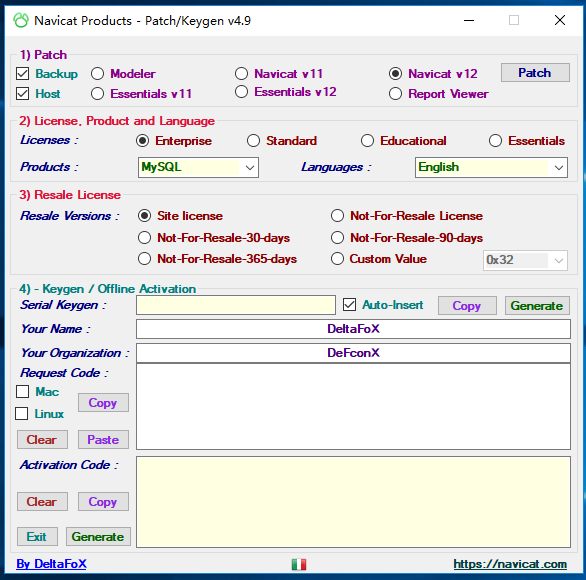 Navicat Products - Patch/Keygen v4.9
1) Patch
Backup Modeler Navicat v11 Navicat v12 Patch
Host Essentials v11 Essentials v12 Report Viewer
2) License, Product and Language
Licenses : Enterprise Standard Educational Essentials
Products : MySQL Languages : English
3) Resale License
Resale Versions : Site license Not-For-Resale License
Not-For-Resale-30-days Not-For-Resale-90-days
Not-For-Resale-365-days Custom Value 0x32
4) - Keygen / Offline Activation
Serial Keygen : Auto-Insert Copy Generate
Your Name : DeltaFoX
Your Organization : DeFconX
Request Code :
Mac
Linux
Copy
Clear Paste
Activation Code :
Clear Copy
Exit Generate
By DeltaFoX https://navicat.com